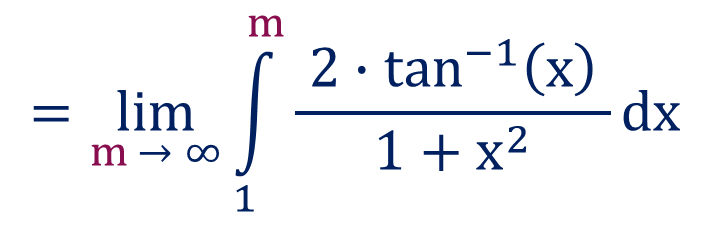 = lim m → ∞ ∫ 1 m 2 · tan⁻¹(x) / 1 + x² dx